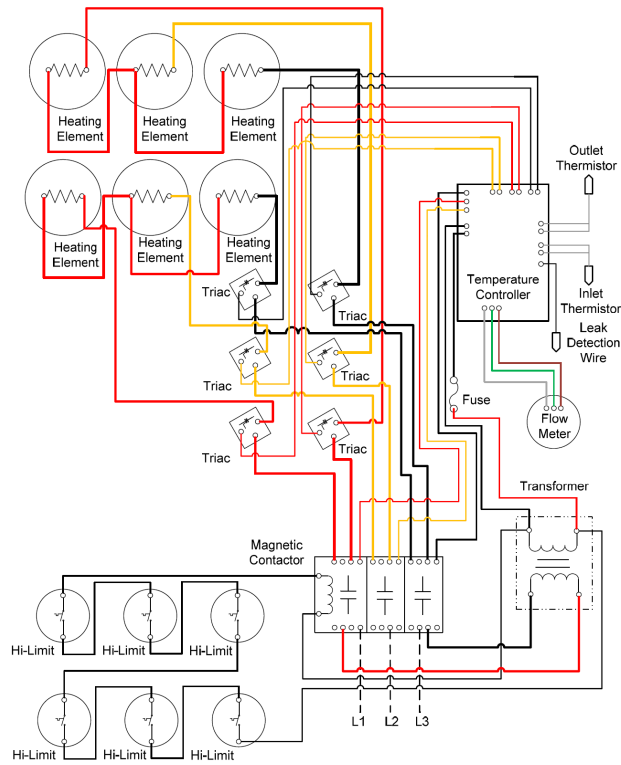 Heating
Element
Heating
Element
Heating
Element
Heating
Element
Heating
Element
Heating
Element
Outlet
Thermistor
Triac
Triac
Temperature
Controller
Inlet
Thermistor
Leak
Detection
Wire
Triac
Triac
Fuse
Flow
Meter
Triac
Triac
Transformer
Magnetic
Contactor
Hi-Limit
Hi-Limit
Hi-Limit
L1
L2
L3
Hi-Limit
Hi-Limit
Hi-Limit